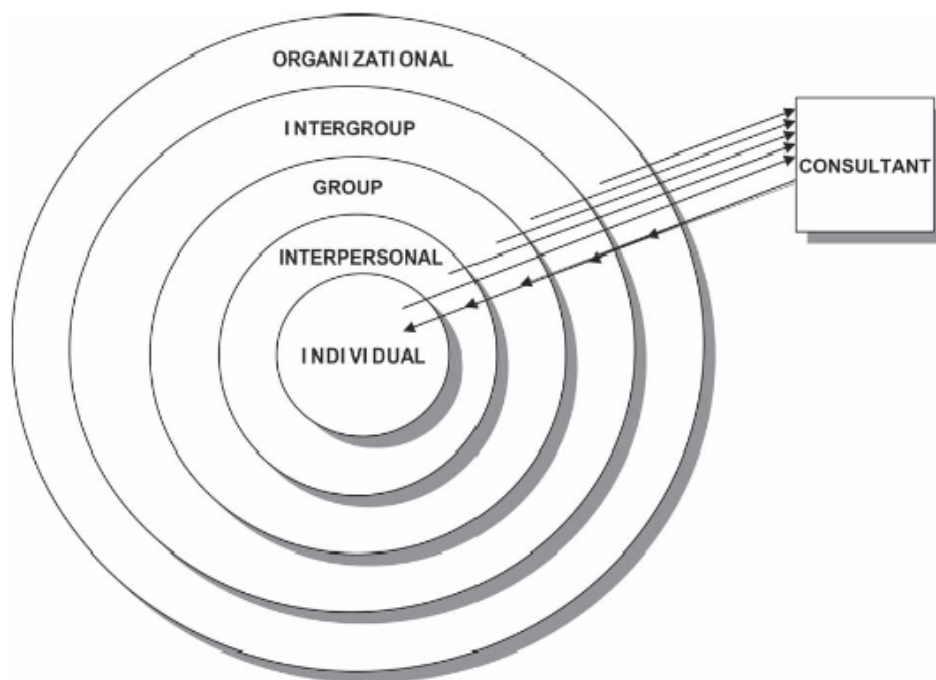 ORGANIZATIONAL
INTERGROUP
GROUP
CONSULTANT
INTERPERSONAL
INDIVIDUAL